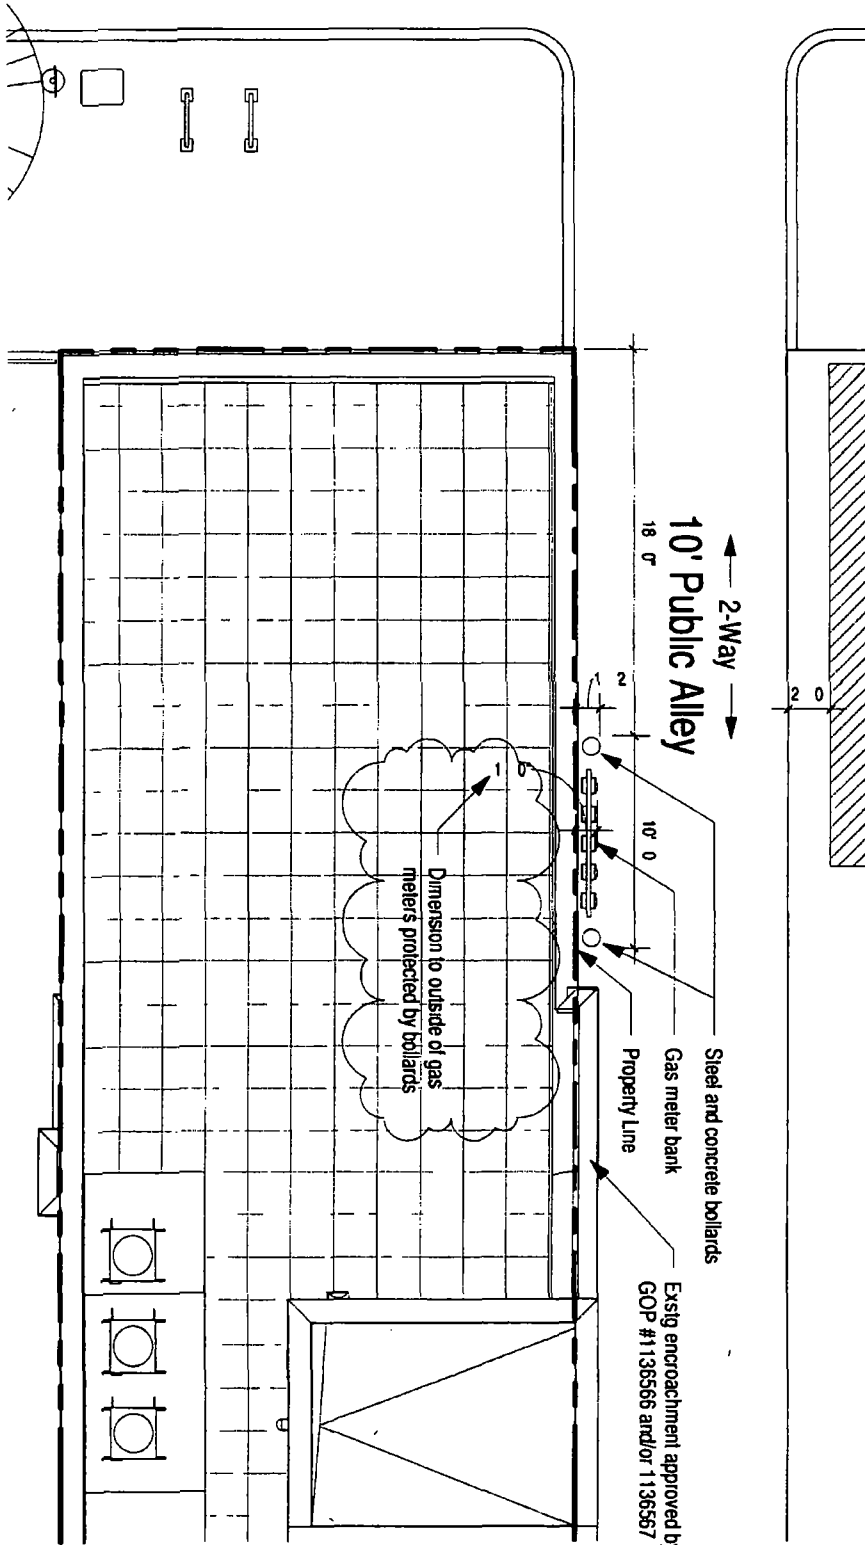 ← 2-Way →
10' Public Alley
18 0"
1 2
2 0
10' 0
1 0"
Dimension to outside of gas
meters protected by bollards
Steel and concrete bollards
Gas meter bank
Property Line
Exstg encroachment approved by
GOP #1136566 and/or 1136567